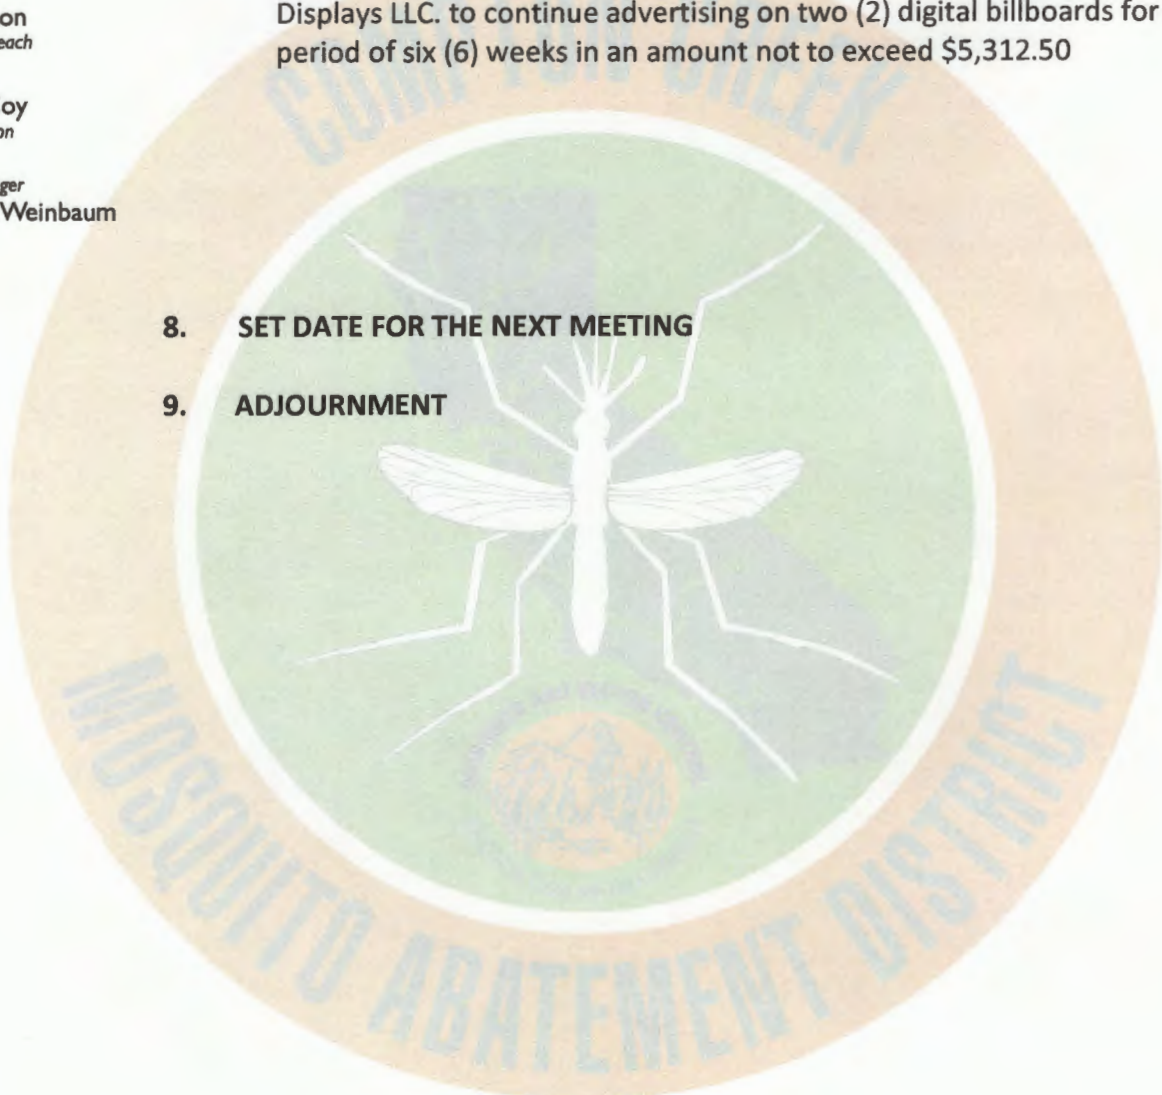 on
each
Displays LLC. to continue advertising on two (2) digital billboards for
period of six (6) weeks in an amount not to exceed $5,312.50
oy
on
ger
Weinbaum
8. SET DATE FOR THE NEXT MEETING
9. ADJOURNMENT
COMPTON CREEK
MOSQUITO ABATEMENT DISTRICT